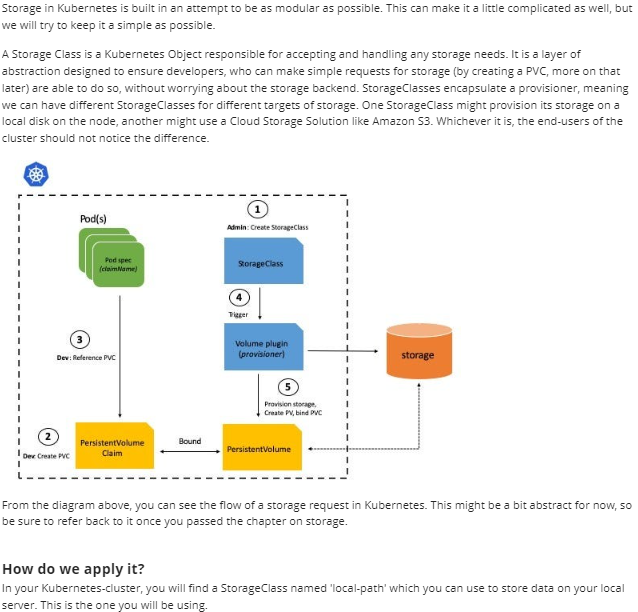 Storage in Kubernetes is built in an attempt to be as modular as possible. This can make it a little complicated as well, but
we will try to keep it a simple as possible.
A Storage Class is a Kubernetes Object responsible for accepting and handling any storage needs. It is a layer of
abstraction designed to ensure developers, who can make simple requests for storage (by creating a PVC, more on that
later) are able to do so, without worrying about the storage backend. StorageClasses encapsulate a provisioner, meaning
we can have different StorageClasses for different targets of storage. One StorageClass might provision its storage on a
local disk on the node, another might use a Cloud Storage Solution like Amazon S3. Whichever it is, the end-users of the
cluster should not notice the difference.
Pod(s)
Pod spec
(claimName)
1
Admin: Create StorageClass
StorageClass
4
Trigger
3
Dev: Reference PVC
Volume plugin
(provisioner)
storage
5
Provision storage,
Create PV, bind PVC
2
Dev: Create PVC
PersistentVolume
Claim
Bound
PersistentVolume
From the diagram above, you can see the flow of a storage request in Kubernetes. This might be a bit abstract for now, so
be sure to refer back to it once you passed the chapter on storage.
How do we apply it?
In your Kubernetes-cluster, you will find a StorageClass named 'local-path' which you can use to store data on your local
server. This is the one you will be using.